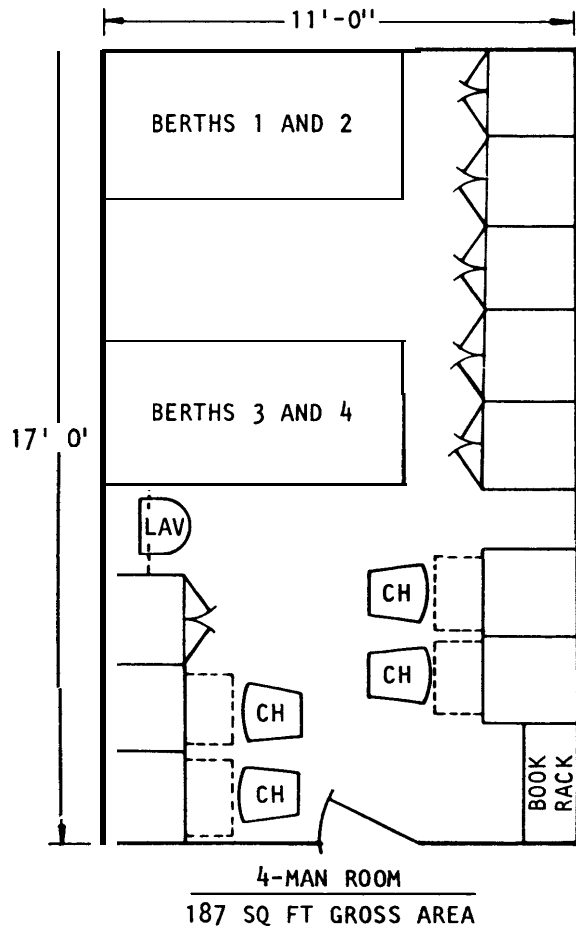 11'-0"
BERTHS 1 AND 2
BERTHS 3 AND 4
17' 0'
LAV
CH
CH
CH
CH
BOOK
RACK
4-MAN ROOM
187 SQ FT GROSS AREA